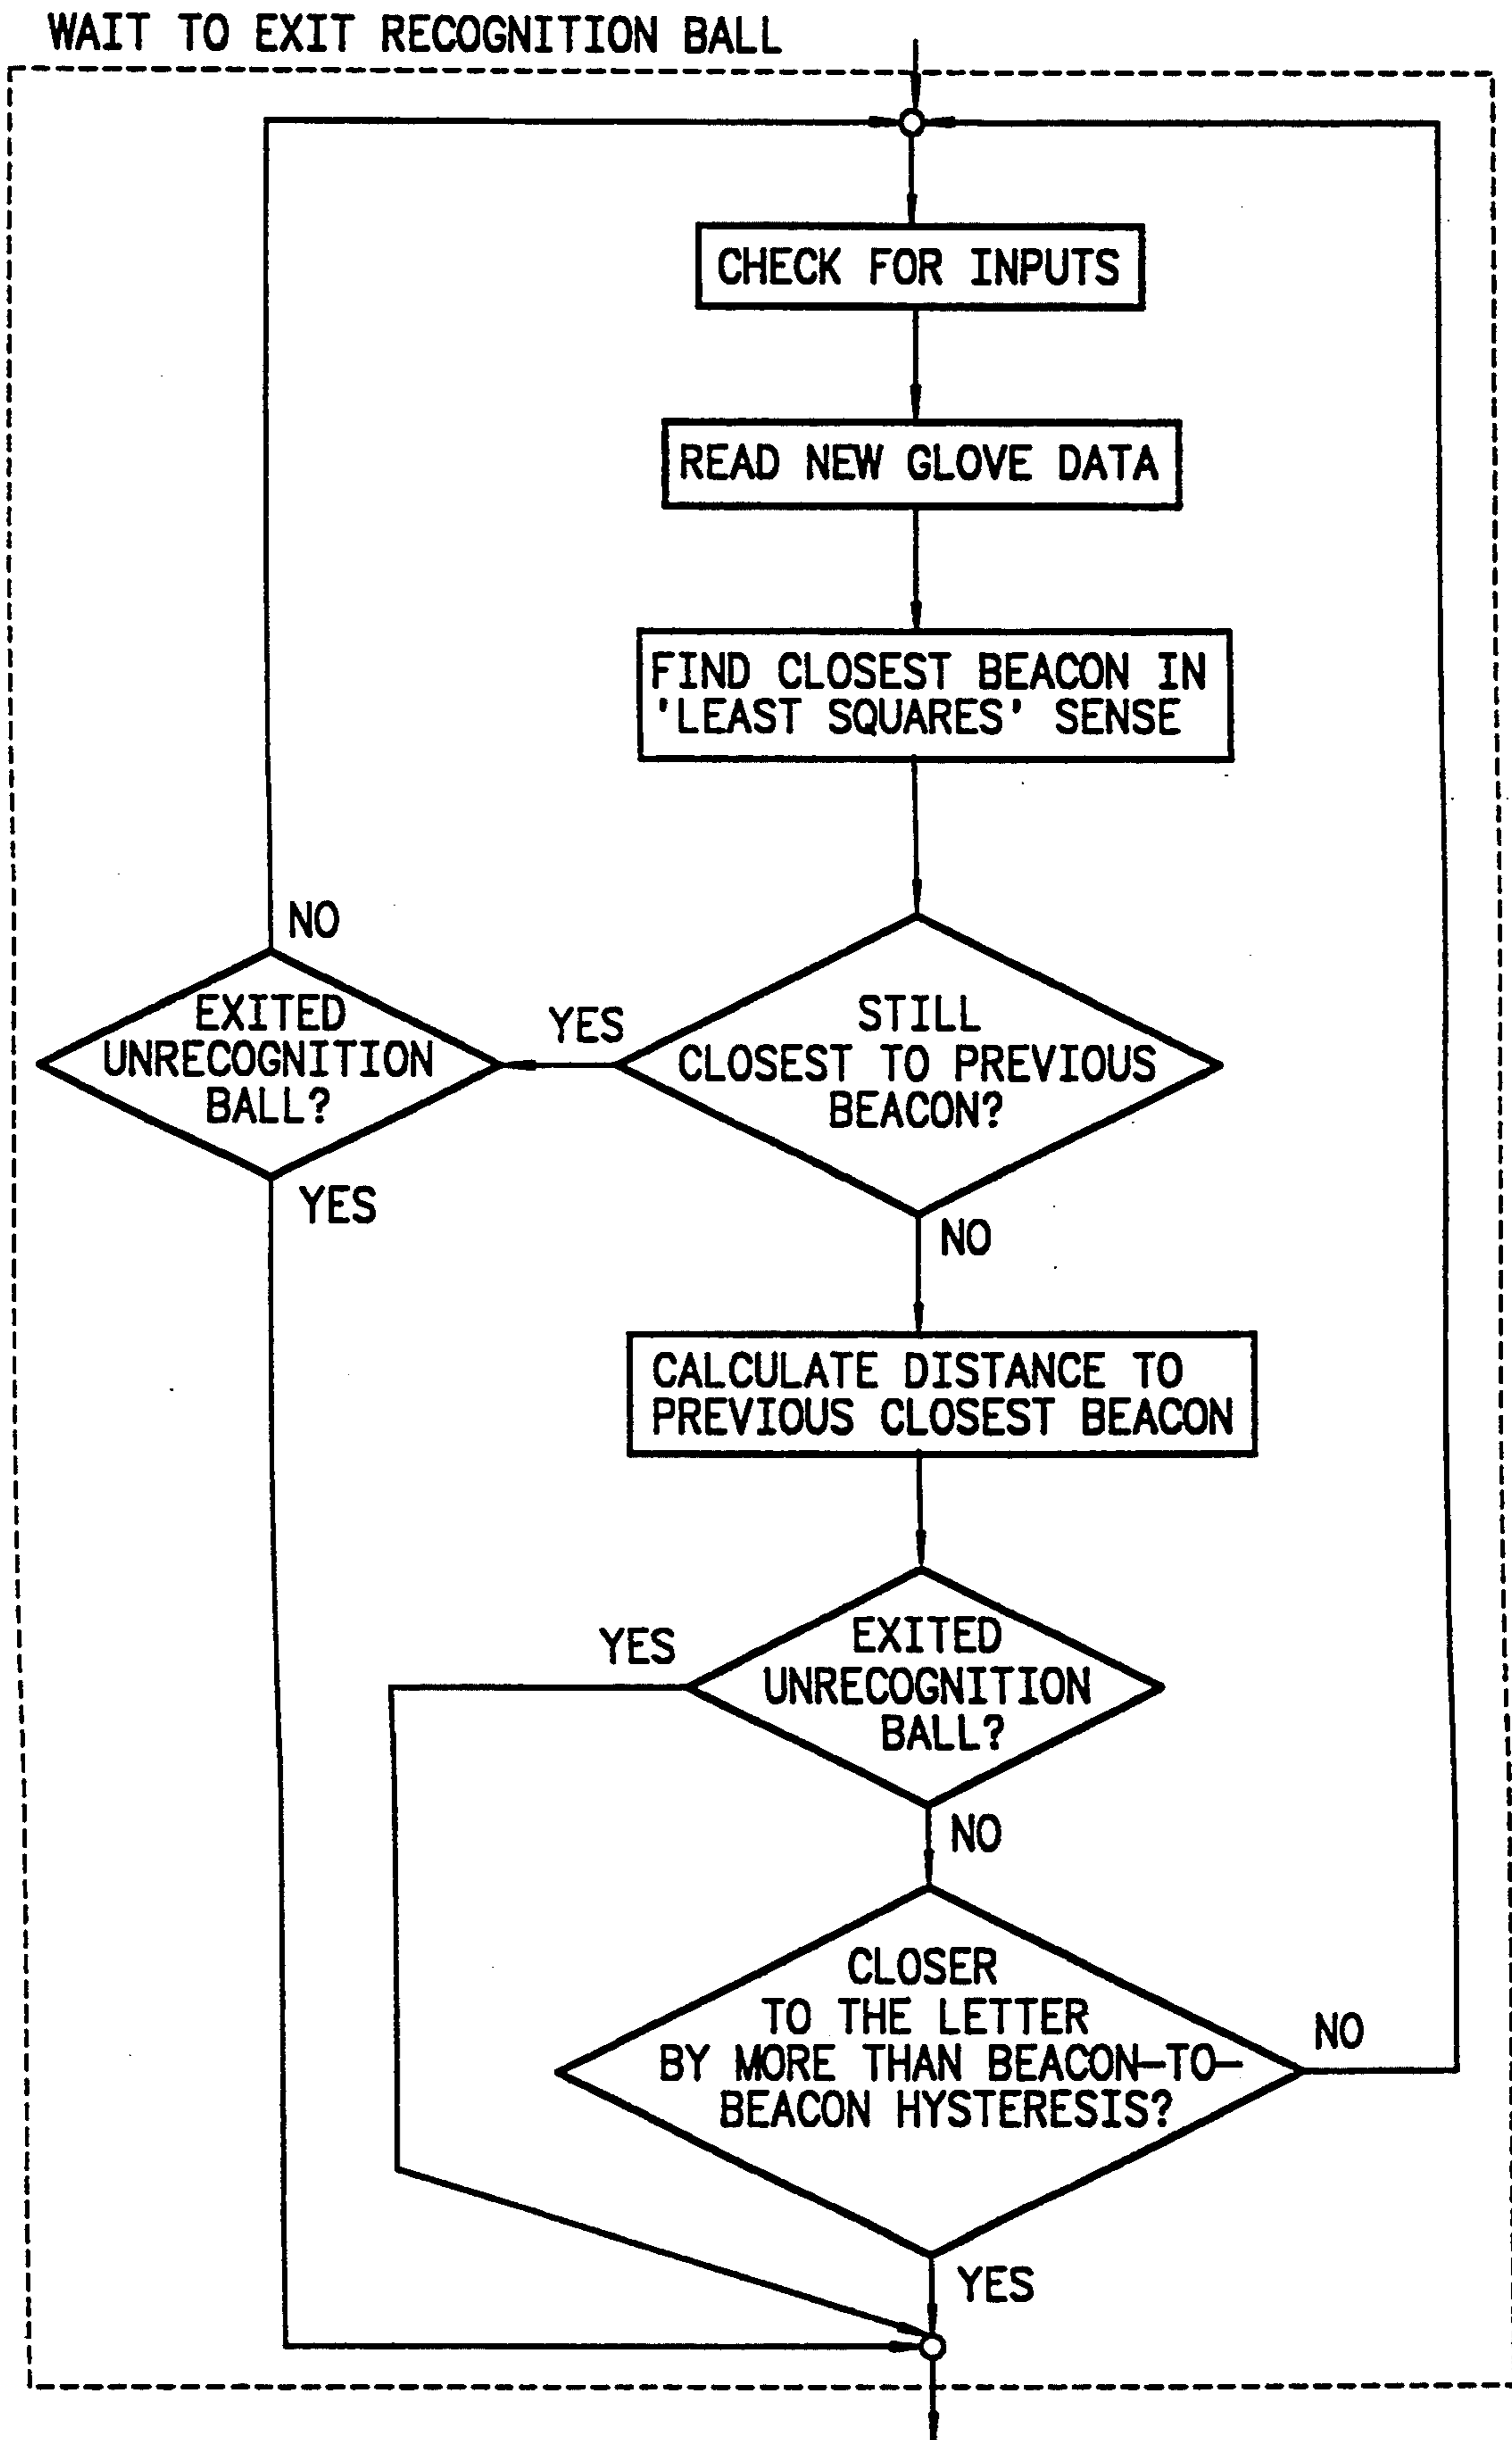 WAIT TO EXIT RECOGNITION BALL
CHECK FOR INPUTS
READ NEW GLOVE DATA
FIND CLOSEST BEACON IN
'LEAST SQUARES' SENSE
NO
EXITED
UNRECOGNITION
BALL?
YES
YES
STILL
CLOSEST TO PREVIOUS
BEACON?
NO
CALCULATE DISTANCE TO
PREVIOUS CLOSEST BEACON
YES
EXITED
UNRECOGNITION
BALL?
NO
CLOSER
TO THE LETTER
BY MORE THAN BEACON-TO-
BEACON HYSTERESIS?
NO
YES